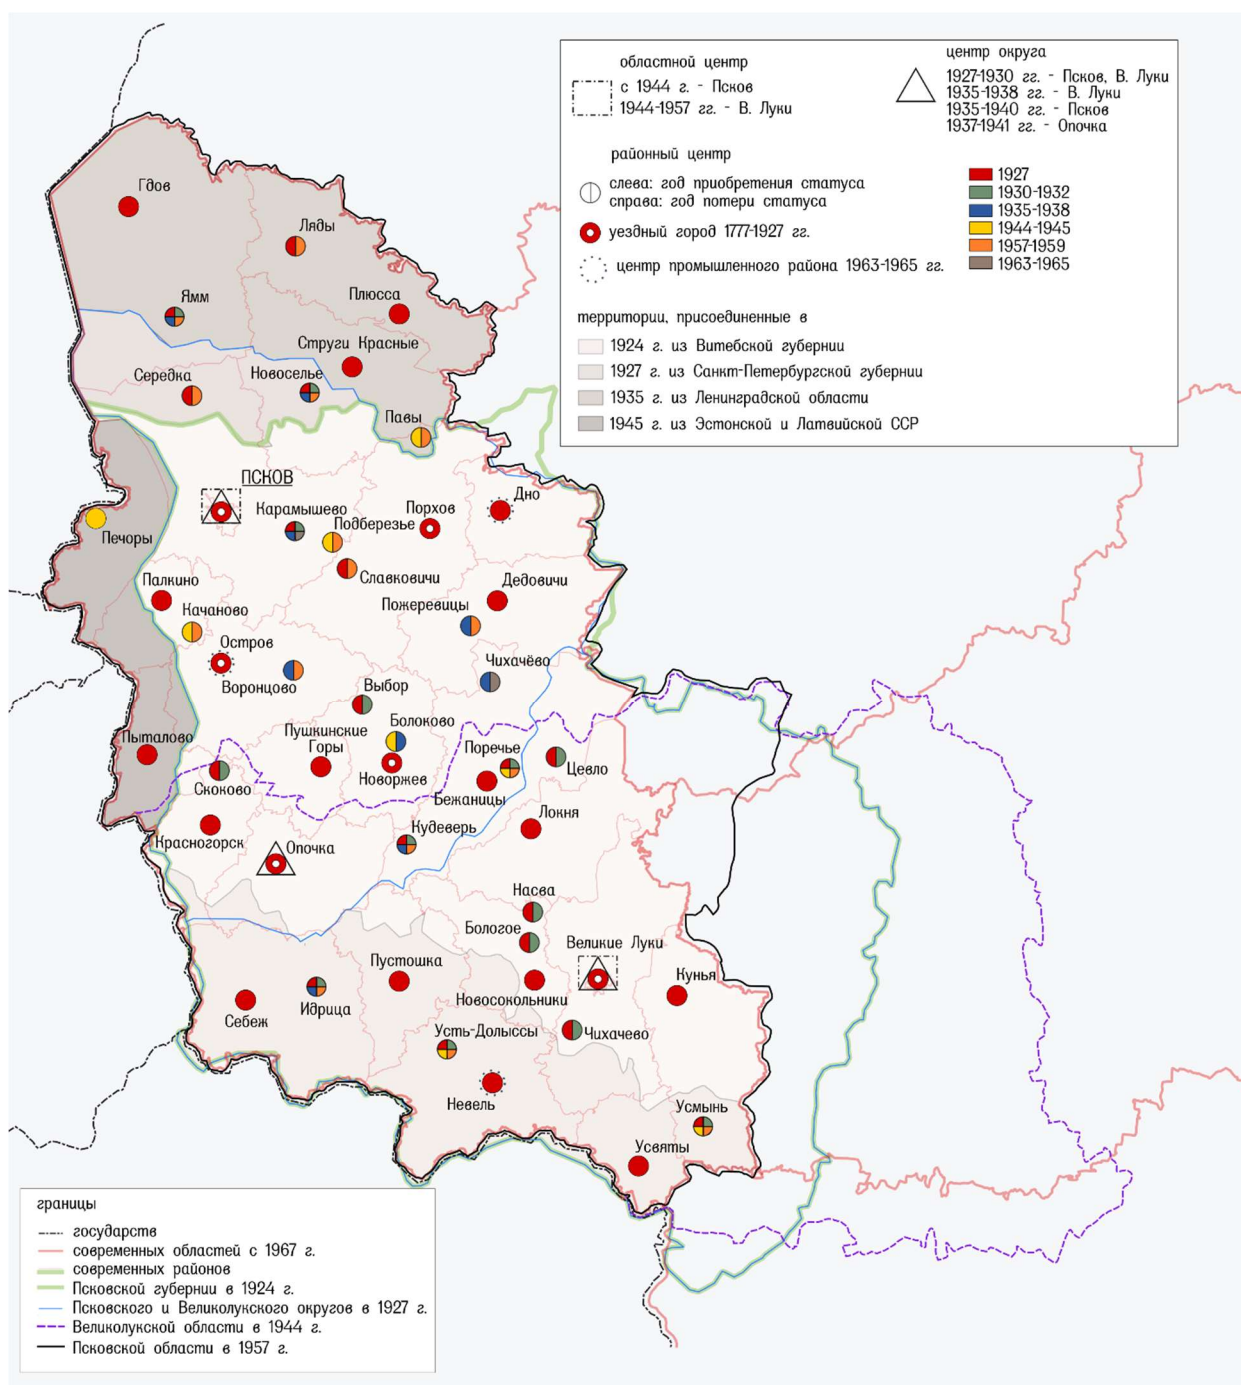 областной центр
с 1944 г. - Псков
1944-1957 гг. - В. Луки
центр округа
1927-1930 гг. - Псков, В. Луки
1935-1938 гг. - В. Луки
1935-1940 гг. - Псков
1937-1941 гг. - Опочка
районный центр
слева: год приобретения статуса
справа: год потери статуса
уездный город 1777-1927 гг.
центр промышленного района 1963-1965 гг.
1927
1930-1932
1935-1938
1944-1945
1957-1959
1963-1965
территории, присоединенные в
1924 г. из Витебской губернии
1927 г. из Санкт-Петербургской губернии
1935 г. из Ленинградской области
1945 г. из Эстонской и Латвийской ССР
Гдов
Ляды
Ямм
Плюсса
Струги Красные
Середка
Новоселье
Павы
ПСКОВ
Карамышево
Подберезье
Порхов
Дно
Печоры
Славковичи
Палкино
Дедовичи
Качаново
Пожеревицы
Остров
Воронцово
Чихачёво
Выбор
Пыталово
Пушкинские
Горы
Болоково
Новоржев
Поречье
Цевло
Скоково
Бежаницы
Красногорск
Опочка
Кудеверь
Локня
Насва
Бологое
Великие Луки
Пустошка
Новосокольники
Кунья
Себеж
Идрица
Усть-Долыссы
Чихачево
Невель
Усмынь
Усвяты
границы
государств
современных областей с 1967 г.
современных районов
Псковской губернии в 1924 г.
Псковского и Великолукского округов в 1927 г.
Великолукской области в 1944 г.
Псковской области в 1957 г.